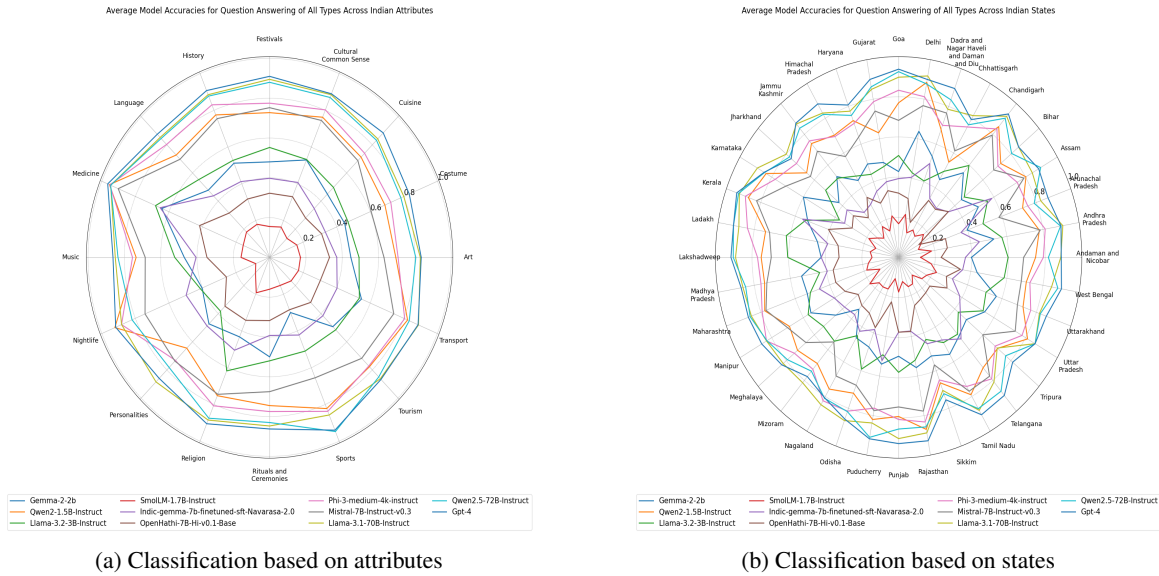 Average Model Accuracies for Question Answering of All Types Across Indian Attributes
Festivals
Cultural
Common Sense
History
Cuisine
Language
Costume
1.0
0.8
0.6
0.4
0.2
Medicine
Music
Art
Nightlife
Transport
Personalities
Tourism
Religion
Sports
Rituals and
Ceremonies
Gemma-2-2b
Qwen2-1.5B-Instruct
Llama-3.2-3B-Instruct
SmolLM-1.7B-Instruct
Indic-gemma-7b-finetuned-sft-Navarasa-2.0
OpenHathi-7B-Hi-v0.1-Base
Phi-3-medium-4k-instruct
Mistral-7B-Instruct-v0.3
Llama-3.1-70B-Instruct
Qwen2.5-72B-Instruct
Gpt-4
(a) Classification based on attributes
Average Model Accuracies for Question Answering of All Types Across Indian States
Goa
Delhi
Dadra and
Nagar Haveli
and Daman
and Diu
Gujarat
Haryana
Chhattisgarh
Himachal
Pradesh
Chandigarh
Jammu
Kashmir
Bihar
Jharkhand
Assam
Karnataka
Arunachal
Pradesh
1.0
0.8
0.6
0.4
0.2
Kerala
Andhra
Pradesh
Ladakh
Lakshadweep
Andaman and
Nicobar
Madhya
Pradesh
West Bengal
Maharashtra
Uttarakhand
Manipur
Uttar
Pradesh
Meghalaya
Tripura
Mizoram
Telangana
Nagaland
Tamil Nadu
Odisha
Sikkim
Puducherry
Rajasthan
Punjab
Gemma-2-2b
Qwen2-1.5B-Instruct
Llama-3.2-3B-Instruct
SmolLM-1.7B-Instruct
Indic-gemma-7b-finetuned-sft-Navarasa-2.0
OpenHathi-7B-Hi-v0.1-Base
Phi-3-medium-4k-instruct
Mistral-7B-Instruct-v0.3
Llama-3.1-70B-Instruct
Qwen2.5-72B-Instruct
Gpt-4
(b) Classification based on states